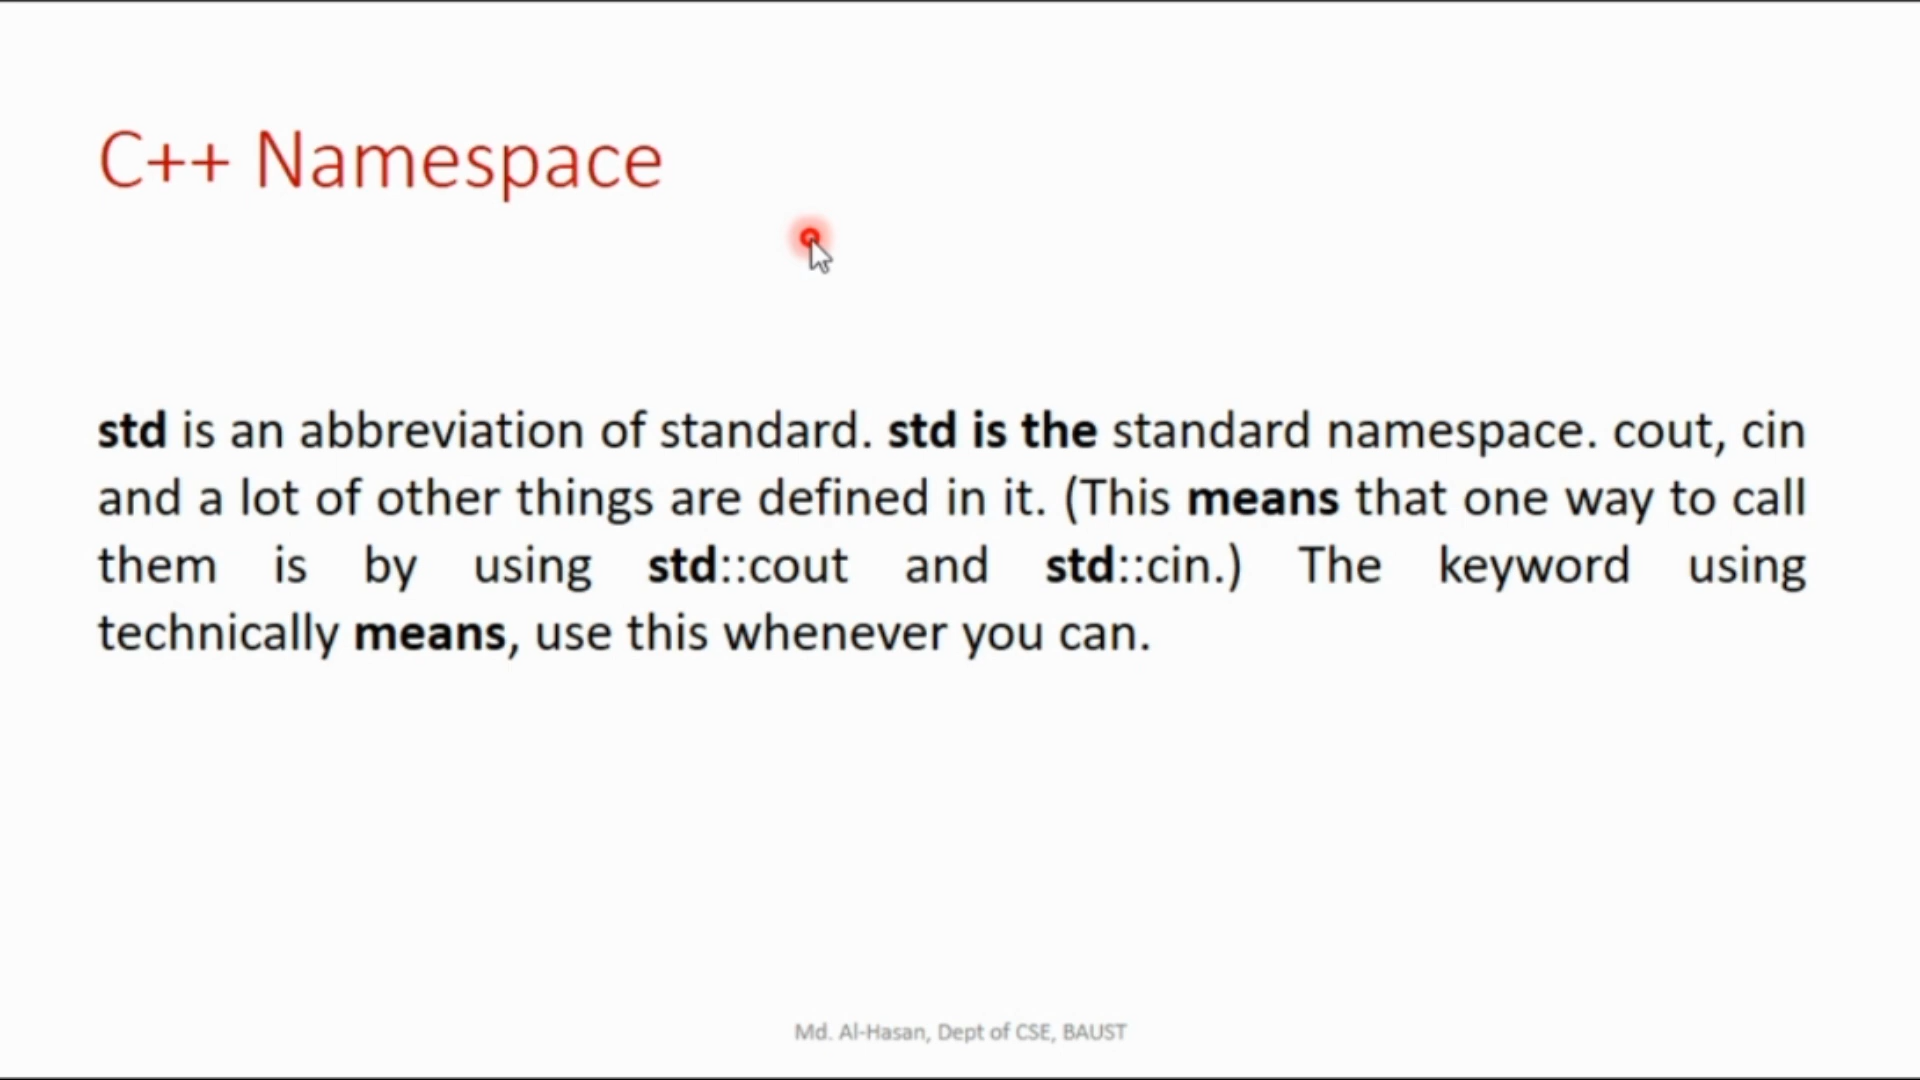 C++ Namespace
std is an abbreviation of standard. std is the standard namespace. cout, cin
and a lot of other things are defined in it. (This means that one way to call
them is by using std::cout and std::cin.) The keyword using
technically means, use this whenever you can.
Md. Al-Hasan, Dept of CSE, BAUST